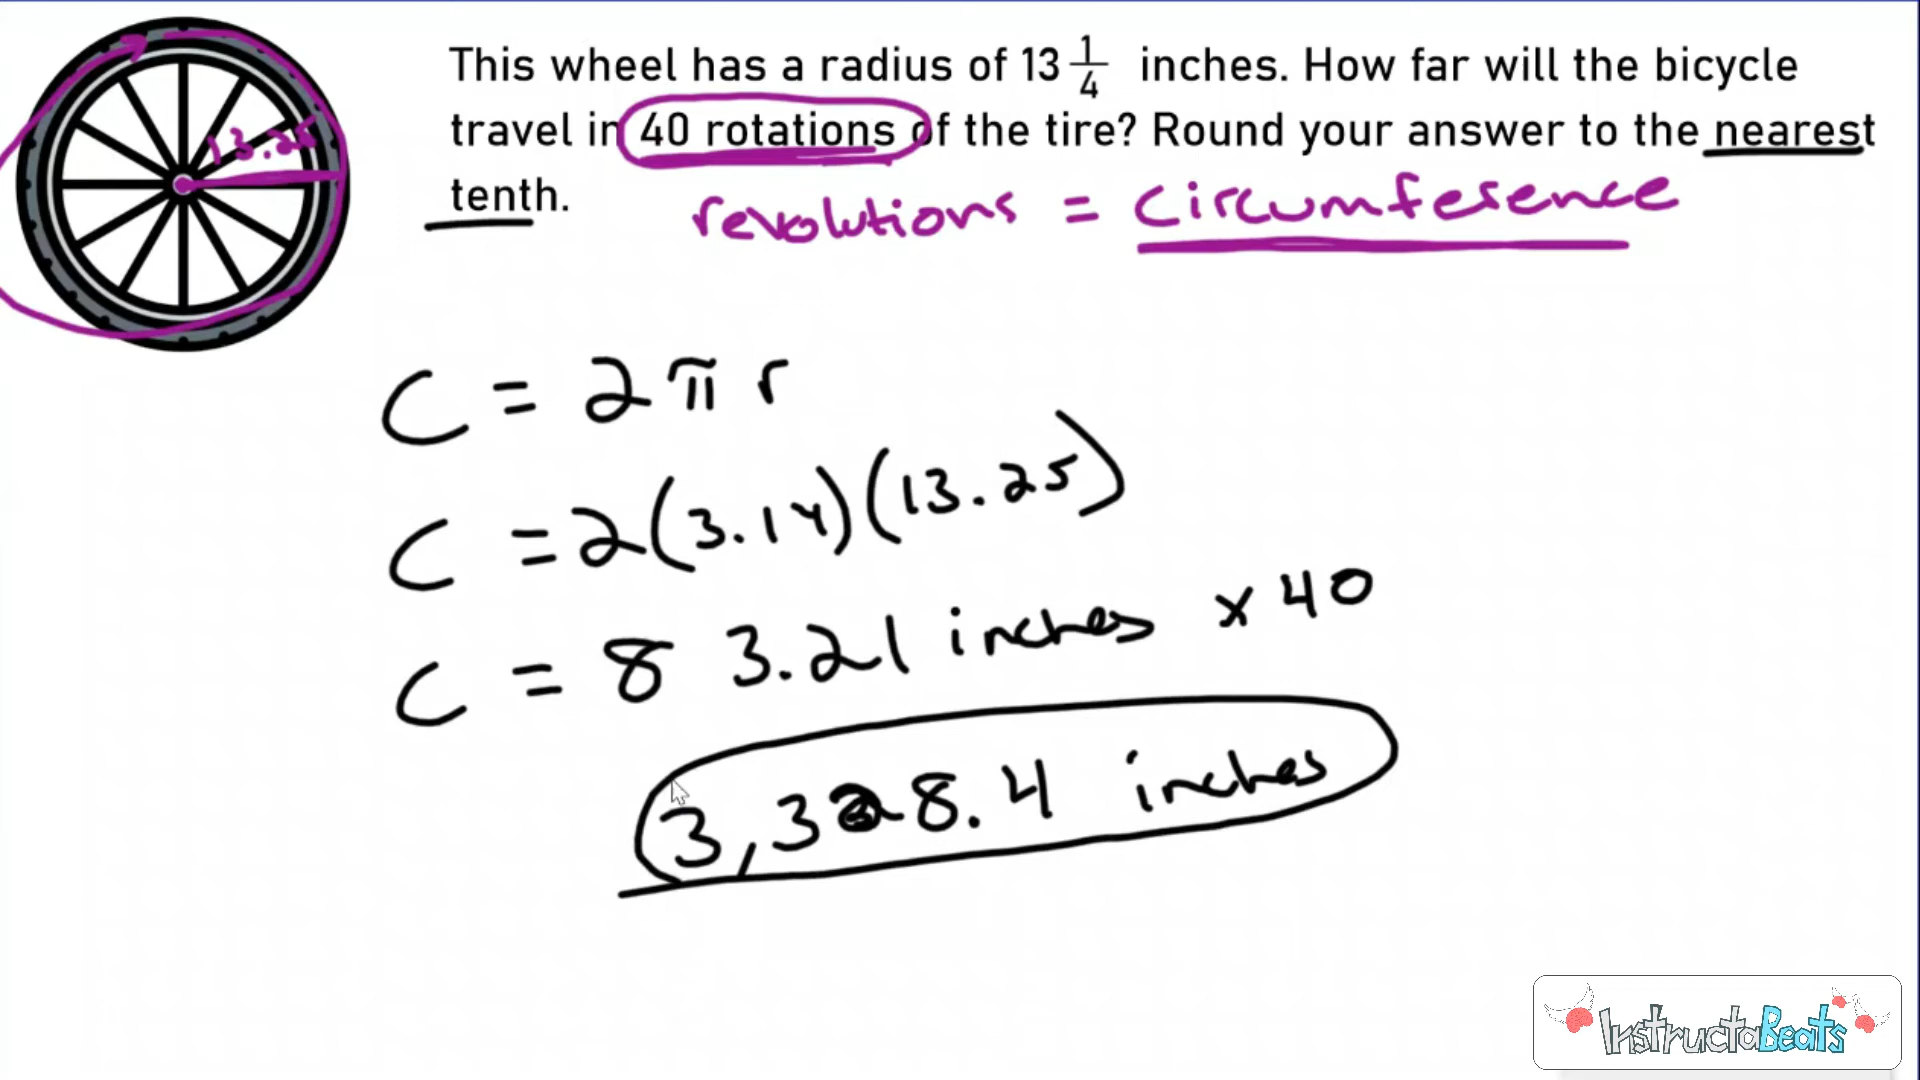 This wheel has a radius of 13 1/4 inches. How far will the bicycle
travel in 40 rotations of the tire? Round your answer to the nearest
tenth.
13.25
revolutions = circumference
C = 2 π r
C = 2(3.14)(13.25)
C = 83.21 inches x 40
3,328.4 inches
InstructaBeats